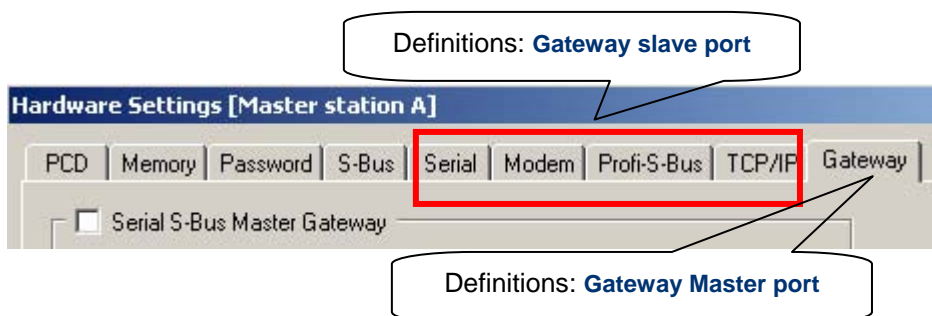 Definitions: Gateway slave port
Hardware Settings [Master station A]
PCD Memory Password S-Bus Serial Modem Profi-S-Bus TCP/IP Gateway
Serial S-Bus Master Gateway
Definitions: Gateway Master port